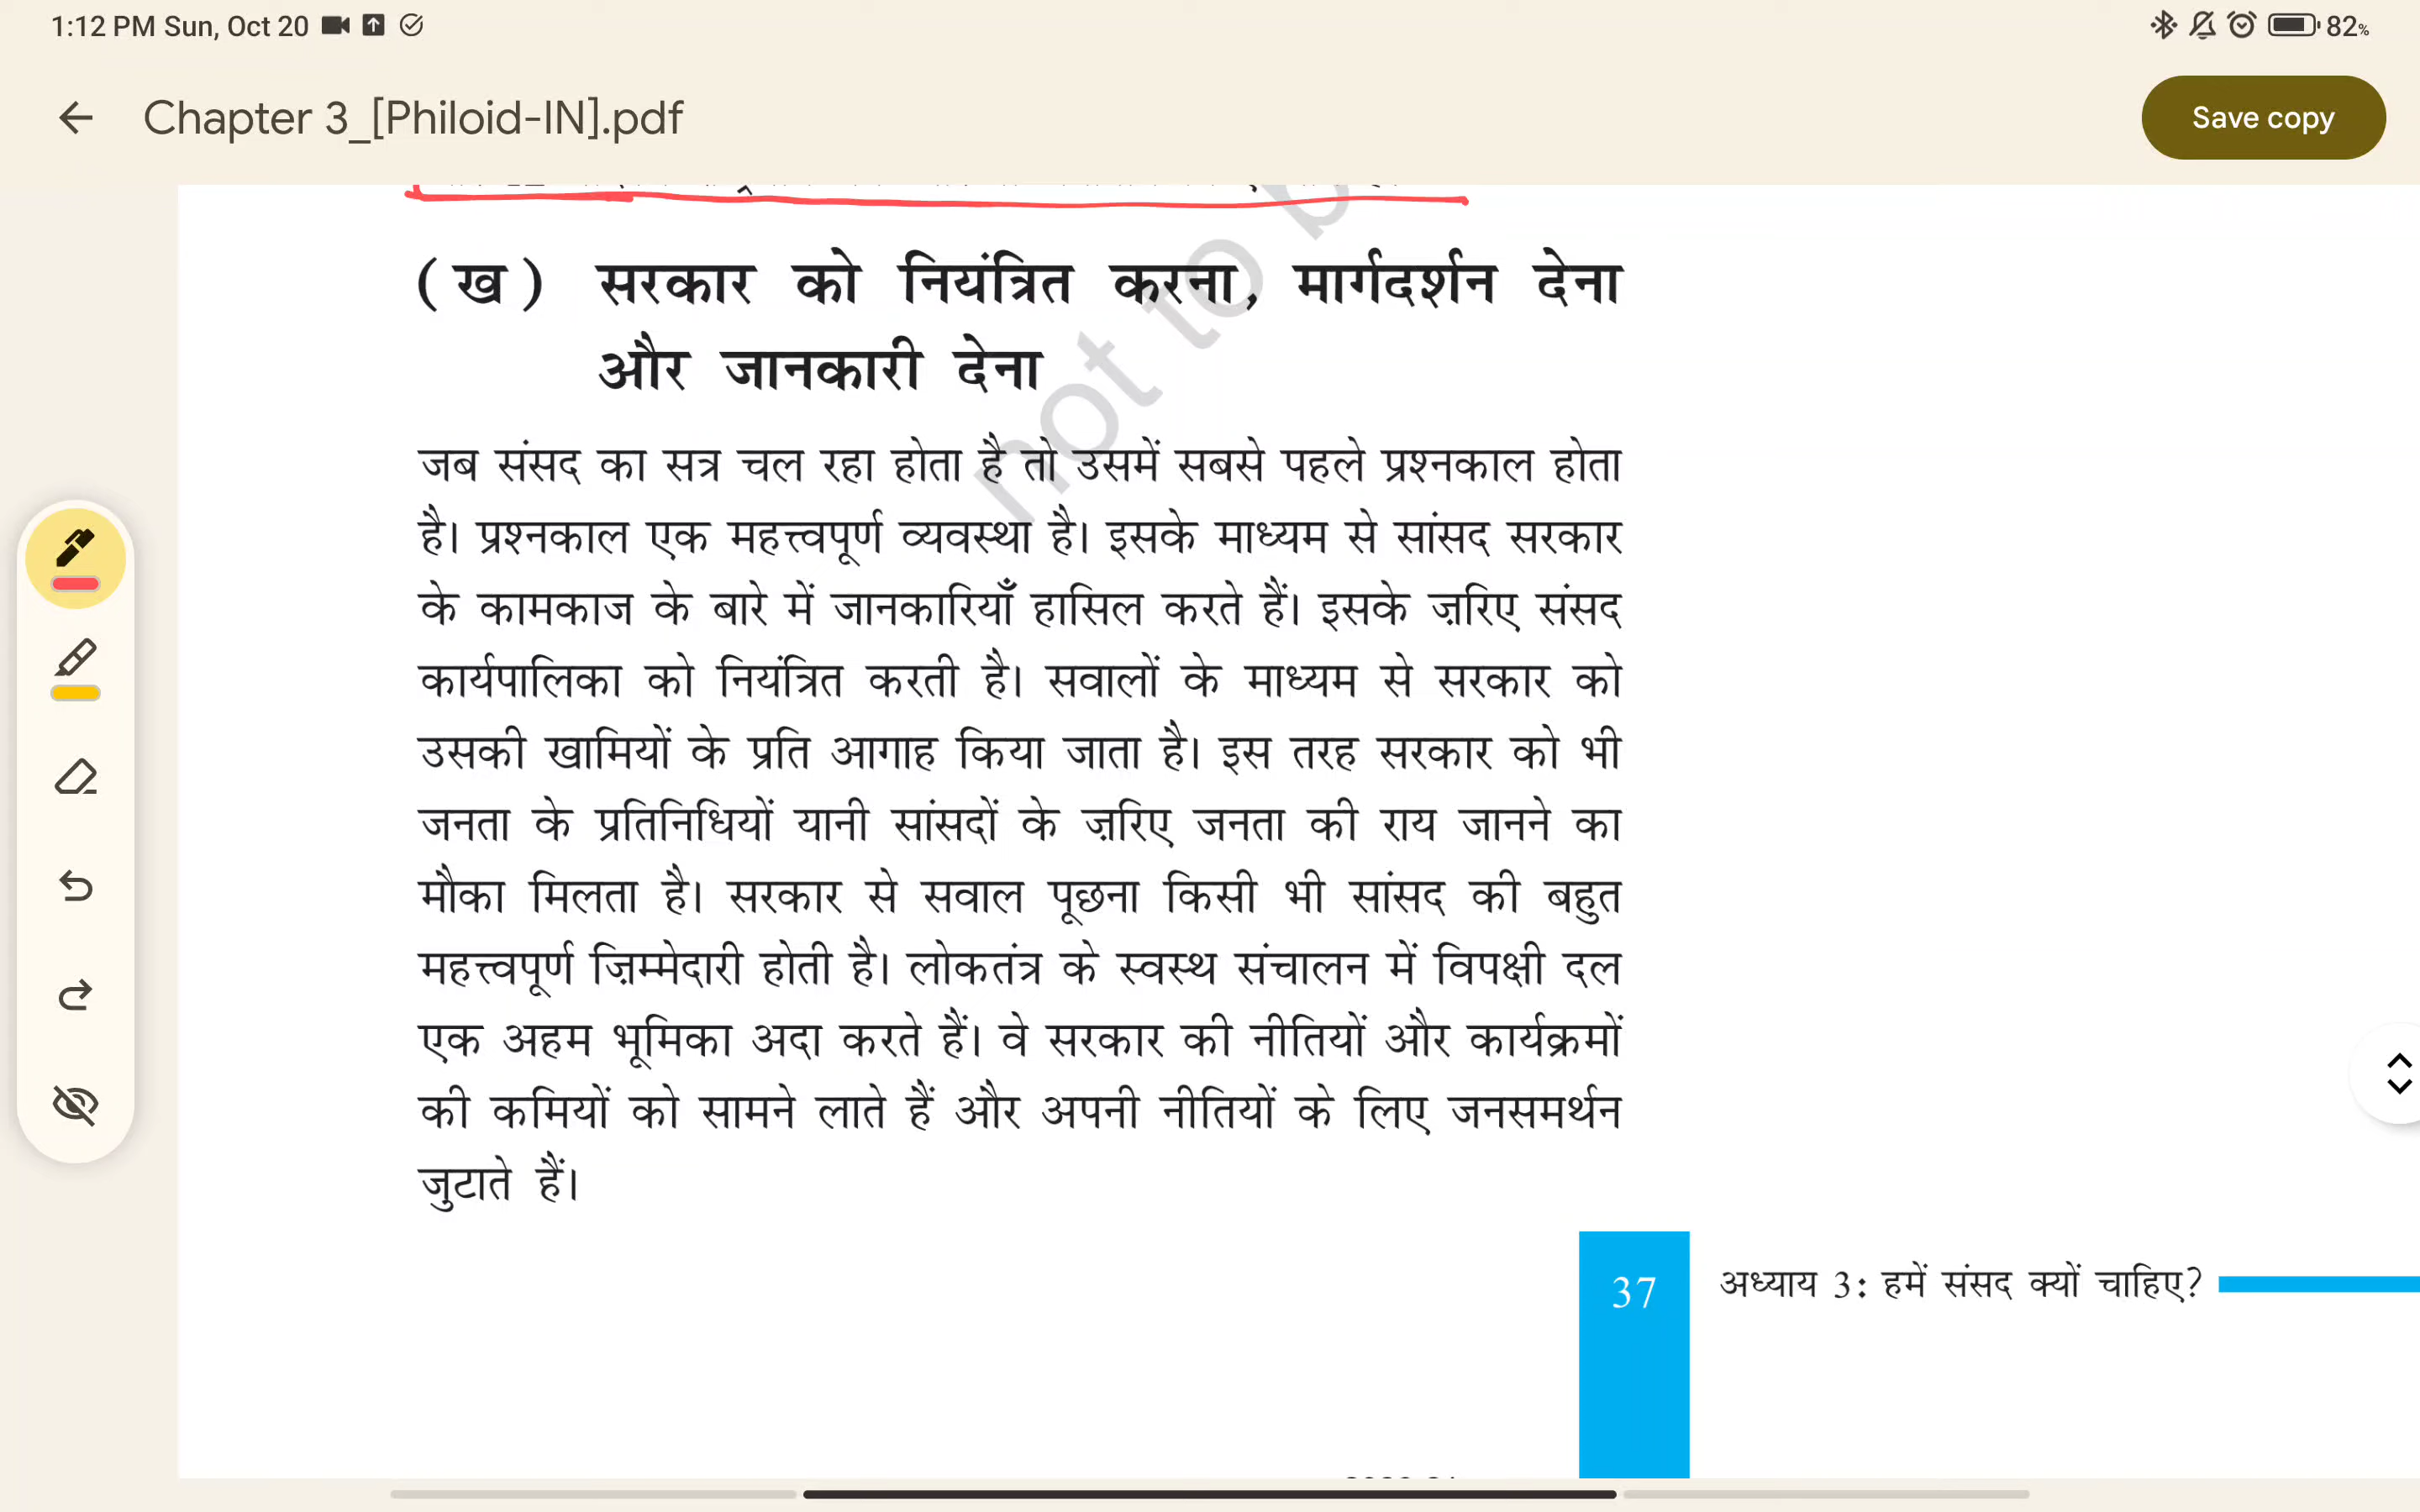 1:12 PM Sun, Oct 20
82%
Chapter 3_[Philoid-IN].pdf
Save copy
(ख) सरकार को नियंत्रित करना, मार्गदर्शन देना
और जानकारी देना
not to b
जब संसद का सत्र चल रहा होता है तो उसमें सबसे पहले प्रश्नकाल होता
है। प्रश्नकाल एक महत्त्वपूर्ण व्यवस्था है। इसके माध्यम से सांसद सरकार
के कामकाज के बारे में जानकारियाँ हासिल करते हैं। इसके ज़रिए संसद
कार्यपालिका को नियंत्रित करती है। सवालों के माध्यम से सरकार को
उसकी खामियों के प्रति आगाह किया जाता है। इस तरह सरकार को भी
जनता के प्रतिनिधियों यानी सांसदों के ज़रिए जनता की राय जानने का
मौका मिलता है। सरकार से सवाल पूछना किसी भी सांसद की बहुत
महत्त्वपूर्ण ज़िम्मेदारी होती है। लोकतंत्र के स्वस्थ संचालन में विपक्षी दल
एक अहम भूमिका अदा करते हैं। वे सरकार की नीतियों और कार्यक्रमों
की कमियों को सामने लाते हैं और अपनी नीतियों के लिए जनसमर्थन
जुटाते हैं।
37
अध्याय 3: हमें संसद क्यों चाहिए?